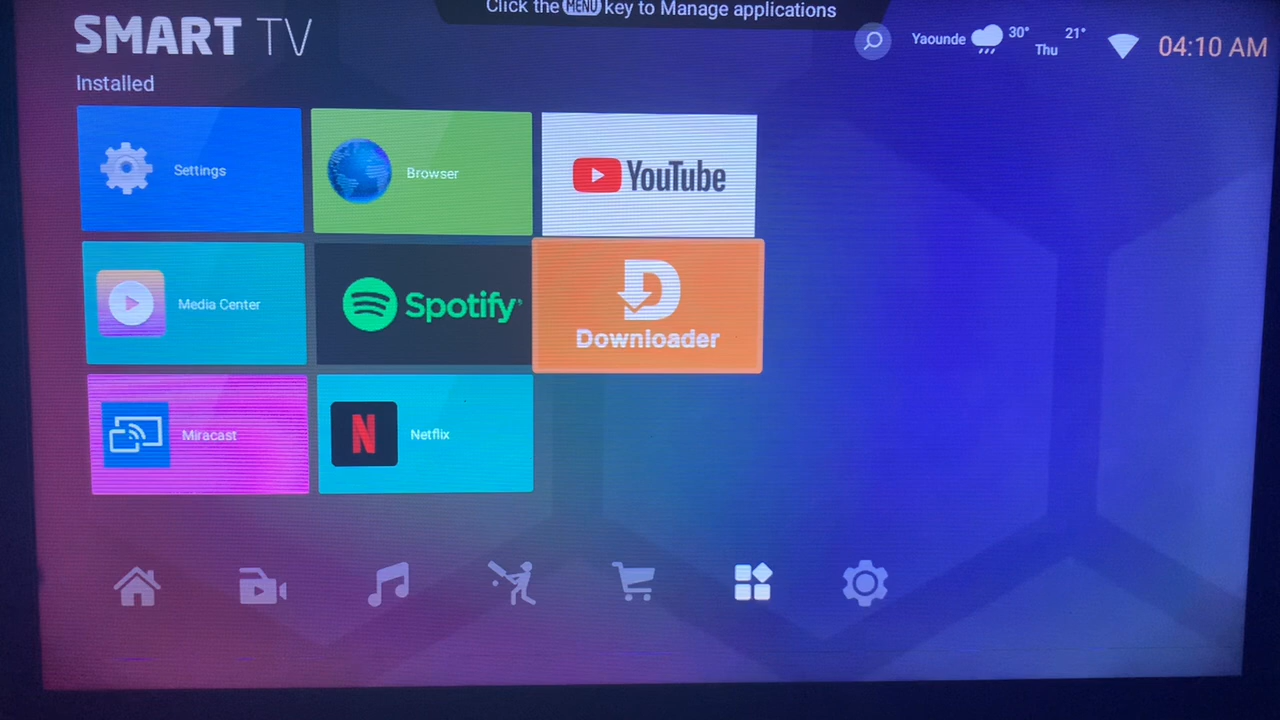 Click the MENU key to Manage applications
SMART TV
Yaounde
30°
Thu
21°
04:10 AM
Installed
Settings
Browser
YouTube
Media Center
Spotify
Downloader
Miracast
N
Netflix